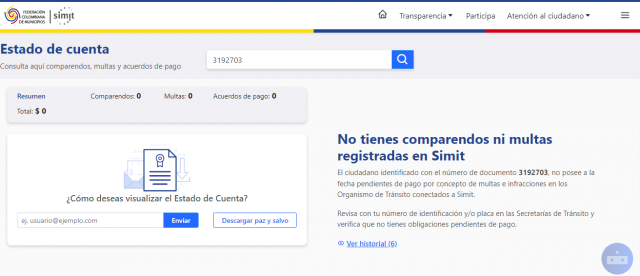 FEDERACIÓN
COLOMBIANA
DE MUNICIPIOS
simit
Transparencia
Participa
Atención al ciudadano
Estado de cuenta
Consulta aquí comparendos, multas y acuerdos de pago
3192703
Resumen
Comparendos: 0
Multas: 0
Acuerdos de pago: 0
Total: $ 0
¿Cómo deseas visualizar el Estado de Cuenta?
ej. usuario@ejemplo.com
Enviar
Descargar paz y salvo
No tienes comparendos ni multas
registradas en Simit
El ciudadano identificado con el número de documento 3192703, no posee a la
fecha pendientes de pago por concepto de multas e infracciones en los
Organismo de Tránsito conectados a Simit.
Revisa con tu número de identificación y/o placa en las Secretarías de Tránsito y
verifica que no tienes obligaciones pendientes de pago.
Ver historial (6)